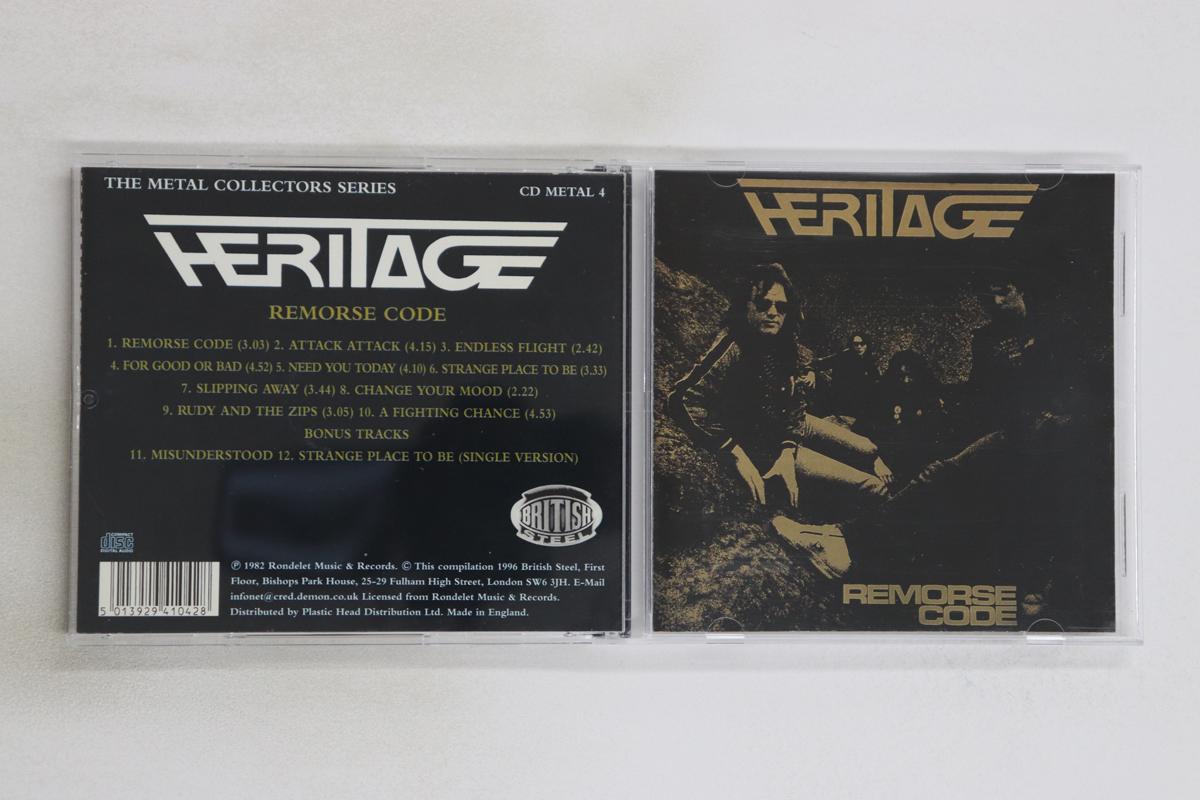 THE METAL COLLECTORS SERIES CD METAL 4
HERITAGE
REMORSE CODE
1. REMORSE CODE (3.03) 2. ATTACK ATTACK (4.15) 3. ENDLESS FLIGHT (2.42)
4. FOR GOOD OR BAD (4.52) 5. NEED YOU TODAY (4.10) 6. STRANGE PLACE TO BE (3.33)
7. SLIPPING AWAY (3.44) 8. CHANGE YOUR MOOD (2.22)
9. RUDY AND THE ZIPS (3.05) 10. A FIGHTING CHANCE (4.53)
BONUS TRACKS
11. MISUNDERSTOOD 12. STRANGE PLACE TO BE (SINGLE VERSION)
BRITISH
STEEL
COMPACT
disc
DIGITAL AUDIO
℗ 1982 Rondelet Music & Records. © This compilation 1996 British Steel, First
Floor, Bishops Park House, 25-29 Fulham High Street, London SW6 3JH. E-Mail
infonet@cred.demon.co.uk Licensed from Rondelet Music & Records.
Distributed by Plastic Head Distribution Ltd. Made in England.
5 013929 410428
HERITAGE
REMORSE
CODE